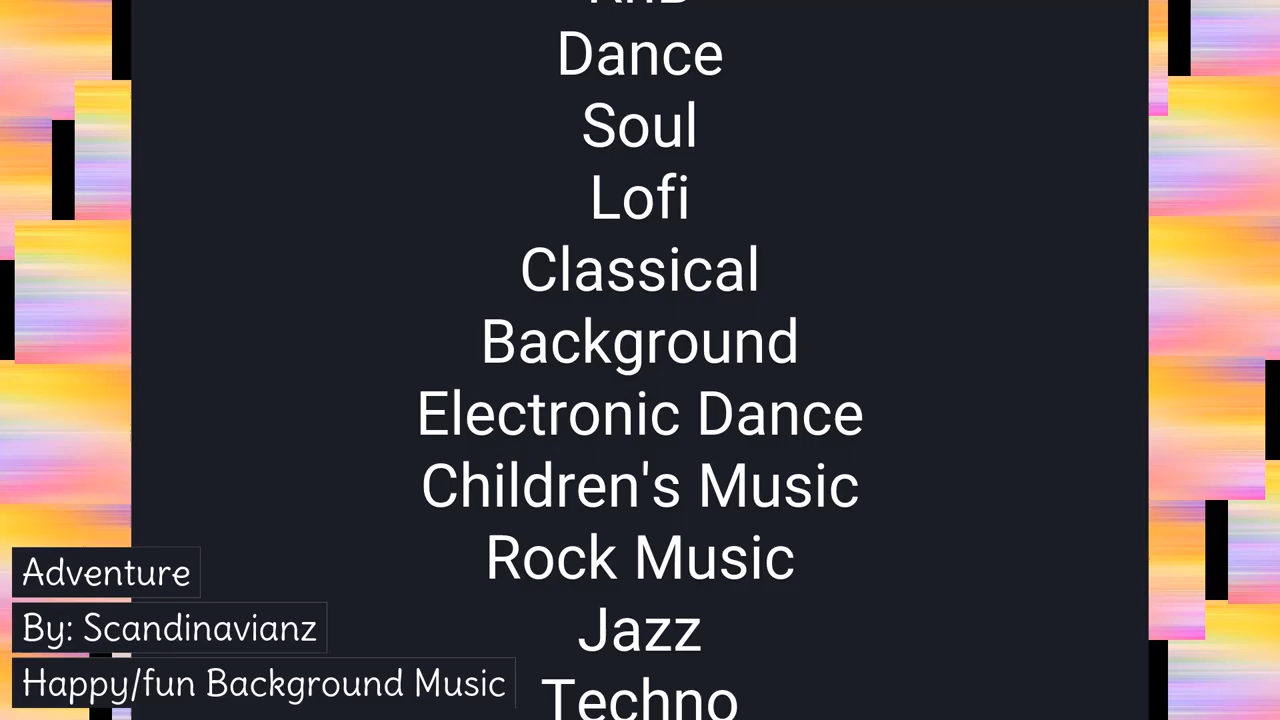 RnB
Dance
Soul
Lofi
Classical
Background
Electronic Dance
Children's Music
Rock Music
Jazz
Techno
Adventure
By: Scandinavianz
Happy/fun Background Music